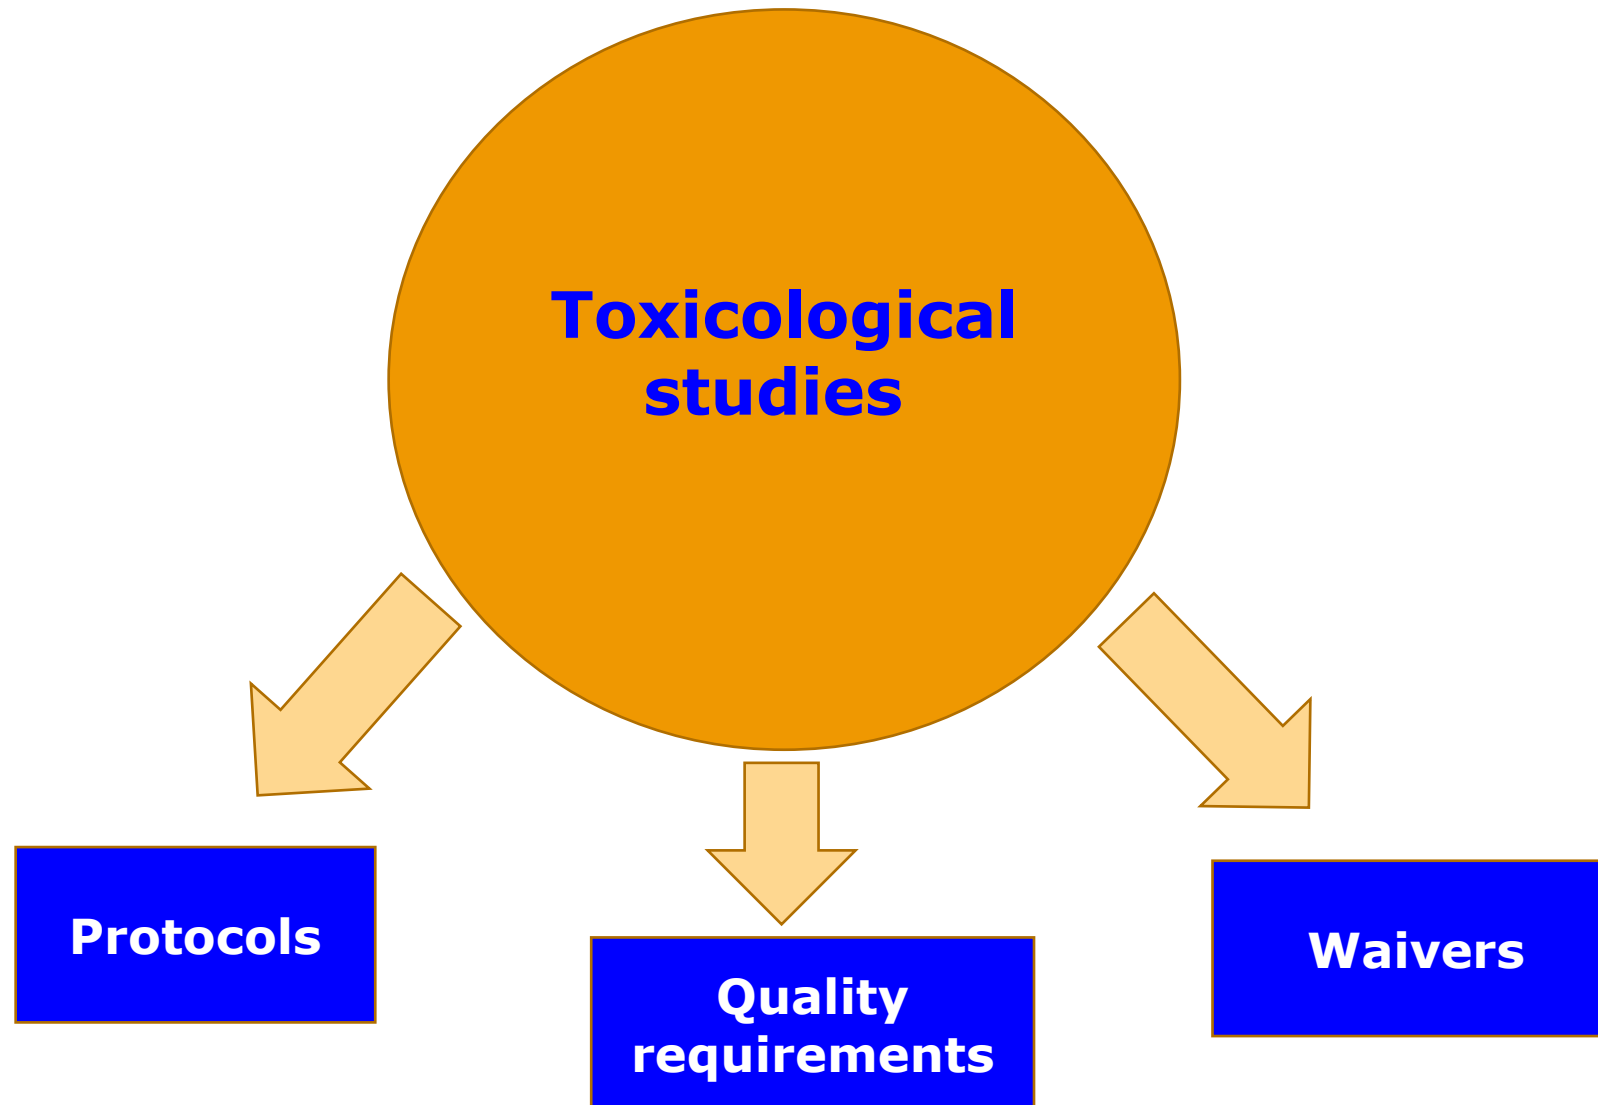 Toxicological
studies
Protocols
Quality
requirements
Waivers